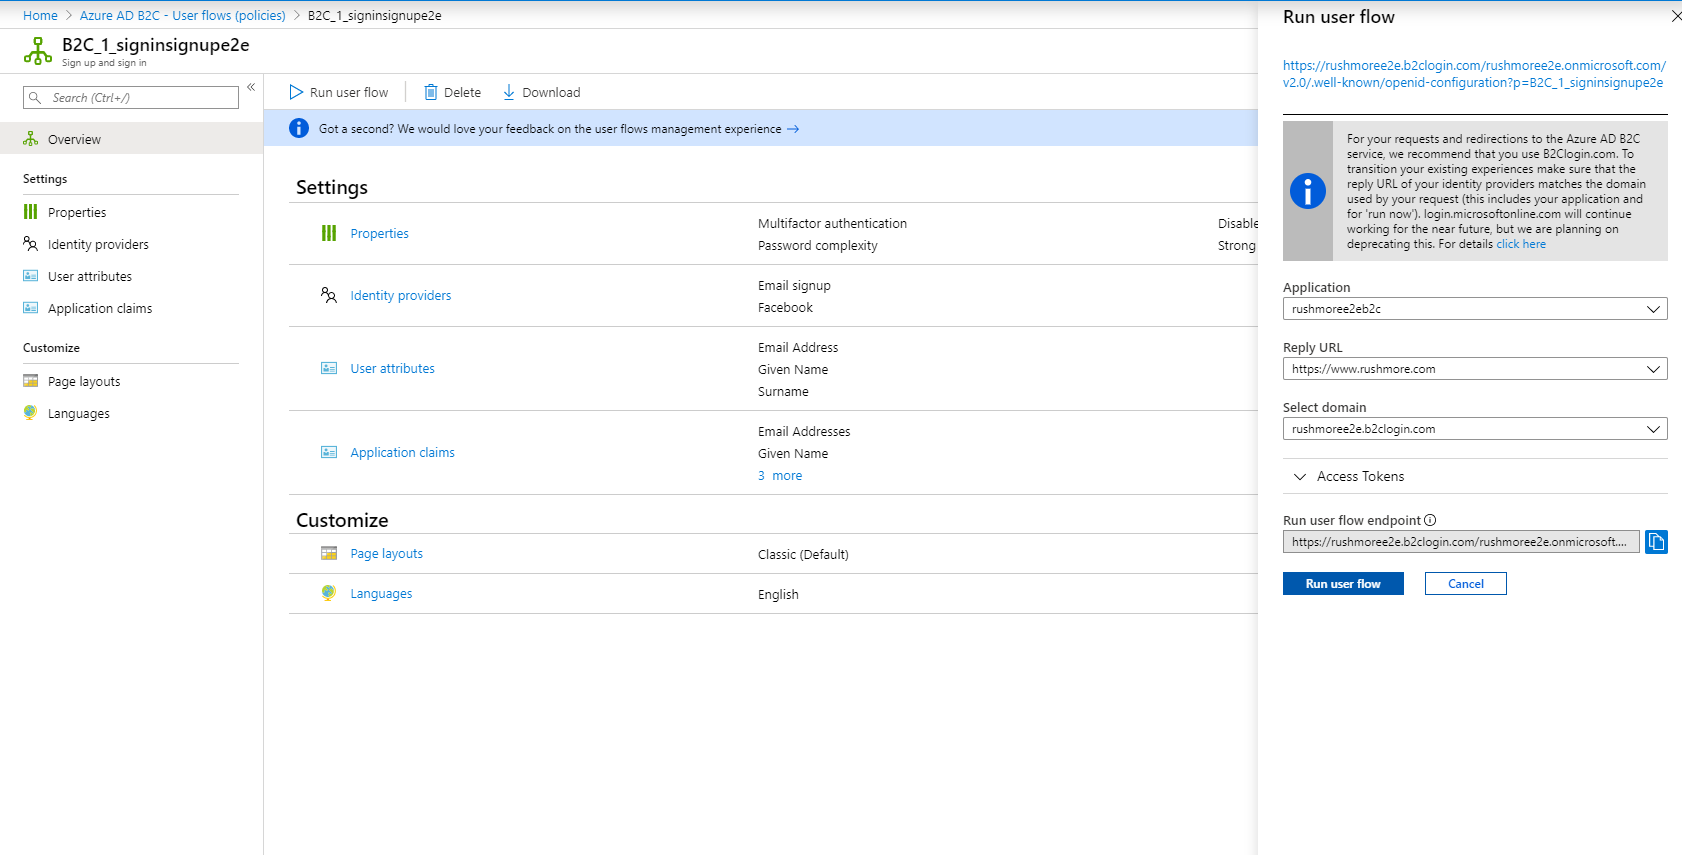 Home > Azure AD B2C - User flows (policies) > B2C_1_signinsignupe2e
B2C_1_signinsignupe2e
Sign up and sign in
Search (Ctrl+/)
«
Overview
Settings
Properties
Identity providers
User attributes
Application claims
Customize
Page layouts
Languages
Run user flow
Delete
Download
Got a second? We would love your feedback on the user flows management experience →
Settings
Properties
Multifactor authentication
Password complexity
Disable
Strong
Identity providers
Email signup
Facebook
User attributes
Email Address
Given Name
Surname
Application claims
Email Addresses
Given Name
3 more
Customize
Page layouts
Classic (Default)
Languages
English
Run user flow
https://rushmoree2e.b2clogin.com/rushmoree2e.onmicrosoft.com/
v2.0/.well-known/openid-configuration?p=B2C_1_signinsignupe2e
For your requests and redirections to the Azure AD B2C
service, we recommend that you use B2Clogin.com. To
transition your existing experiences make sure that the
reply URL of your identity providers matches the domain
used by your request (this includes your application and
for 'run now'). login.microsoftonline.com will continue
working for the near future, but we are planning on
deprecating this. For details click here
Application
rushmoree2eb2c
Reply URL
https://www.rushmore.com
Select domain
rushmoree2e.b2clogin.com
Access Tokens
Run user flow endpoint
https://rushmoree2e.b2clogin.com/rushmoree2e.onmicrosoft....
Run user flow
Cancel